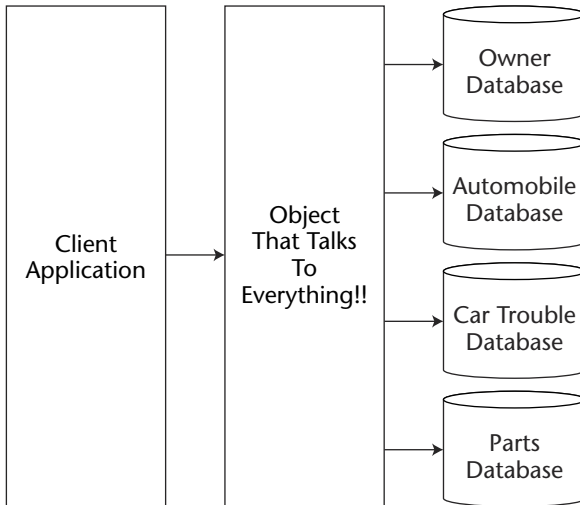 Client
Application
Object
That Talks
To
Everything!!
Owner
Database
Automobile
Database
Car Trouble
Database
Parts
Database